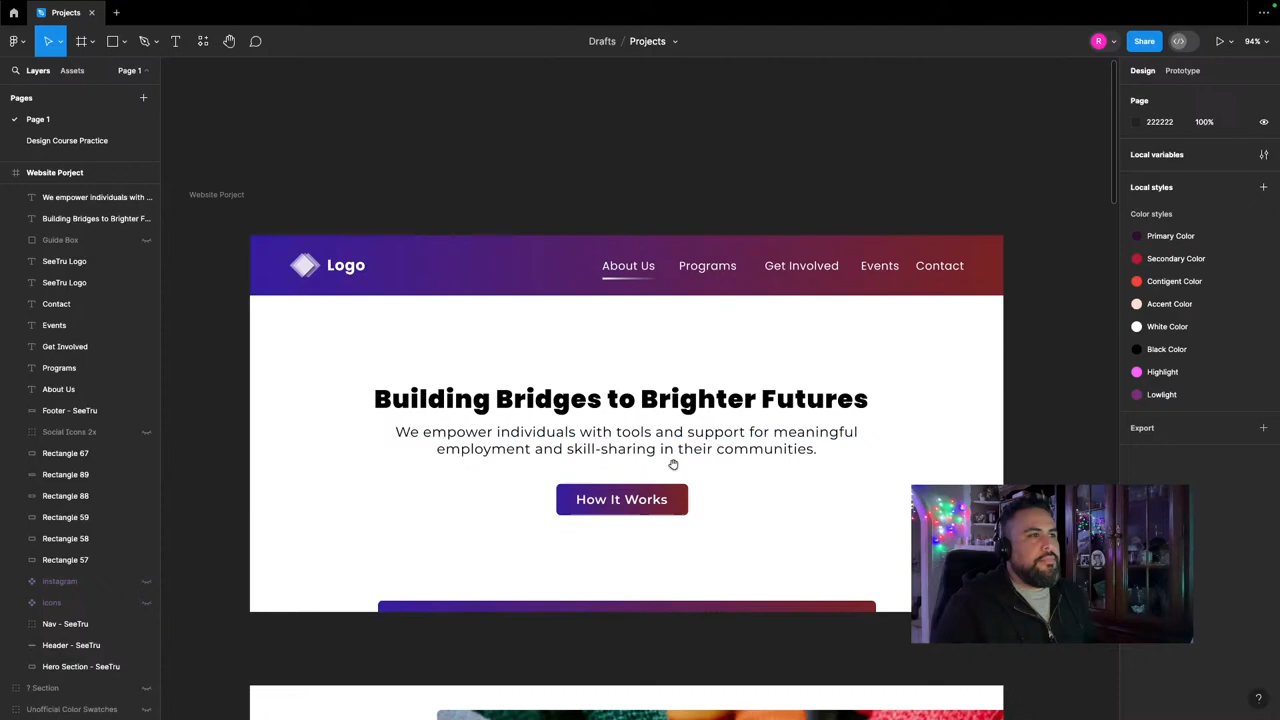 Projects
Drafts / Projects
R
Share
94%
Layers
Assets
Page 1
Pages
Page 1
Design Course Practice
Website Porject
We empower individuals with ...
Building Bridges to Brighter F...
Guide Box
SeeTru Logo
SeeTru Logo
Contact
Events
Get Involved
Programs
About Us
Footer - SeeTru
Social Icons 2x
Rectangle 67
Rectangle 89
Rectangle 88
Rectangle 59
Rectangle 58
Rectangle 57
instagram
Icons
Nav - SeeTru
Header - SeeTru
Hero Section - SeeTru
? Section
Unofficial Color Swatches
Website Porject
Logo
About Us
Programs
Get Involved
Events
Contact
Building Bridges to Brighter Futures
We empower individuals with tools and support for meaningful
employment and skill-sharing in their communities.
How It Works
Design
Prototype
Page
222222
100%
Local variables
Local styles
Color styles
Primary Color
Secondary Color
Contigent Color
Accent Color
White Color
Black Color
Highlight
Lowlight
Export
?